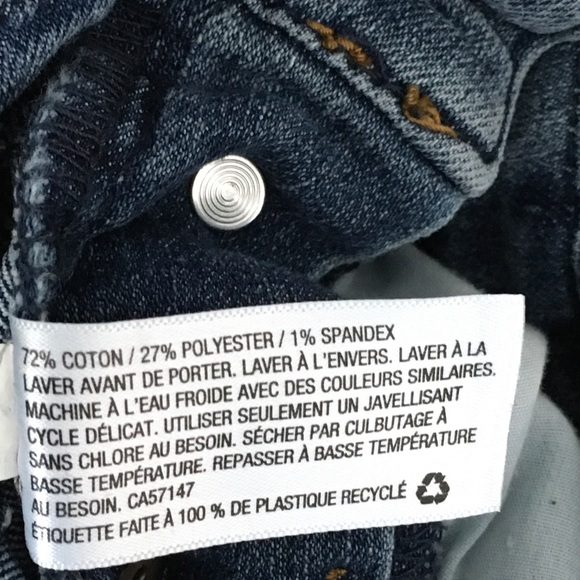 72% COTON / 27% POLYESTER / 1% SPANDEX
LAVER AVANT DE PORTER. LAVER À L'ENVERS. LAVER À LA
MACHINE À L'EAU FROIDE AVEC DES COULEURS SIMILAIRES.
CYCLE DÉLICAT. UTILISER SEULEMENT UN JAVELLISANT
SANS CHLORE AU BESOIN. SÉCHER PAR CULBUTAGE À
BASSE TEMPÉRATURE. REPASSER À BASSE TEMPÉRATURE
AU BESOIN. CA57147
ÉTIQUETTE FAITE À 100 % DE PLASTIQUE RECYCLÉ